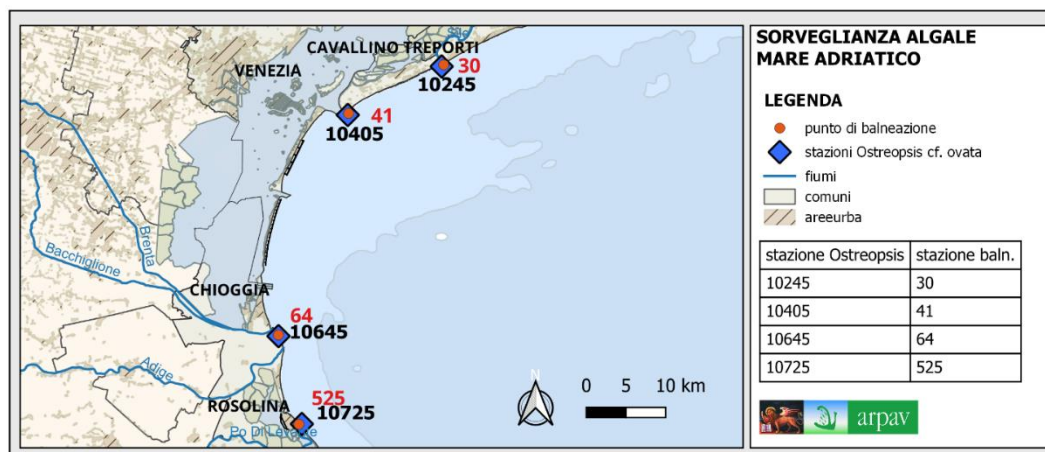 CAVALLINO TREPORTI
Sile
VENEZIA
30
10245
41
10405
Brenta
Bacchiglione
CHIOGGIA
64
10645
Adige
525
ROSOLINA
10725
Po Di Levante
N
0 5 10 km
SORVEGLIANZA ALGALE
MARE ADRIATICO
LEGENDA
punto di balneazione
stazioni Ostreopsis cf. ovata
fiumi
comuni
areeurba
stazione Ostreopsis stazione baln.
10245 30
10405 41
10645 64
10725 525
arpav